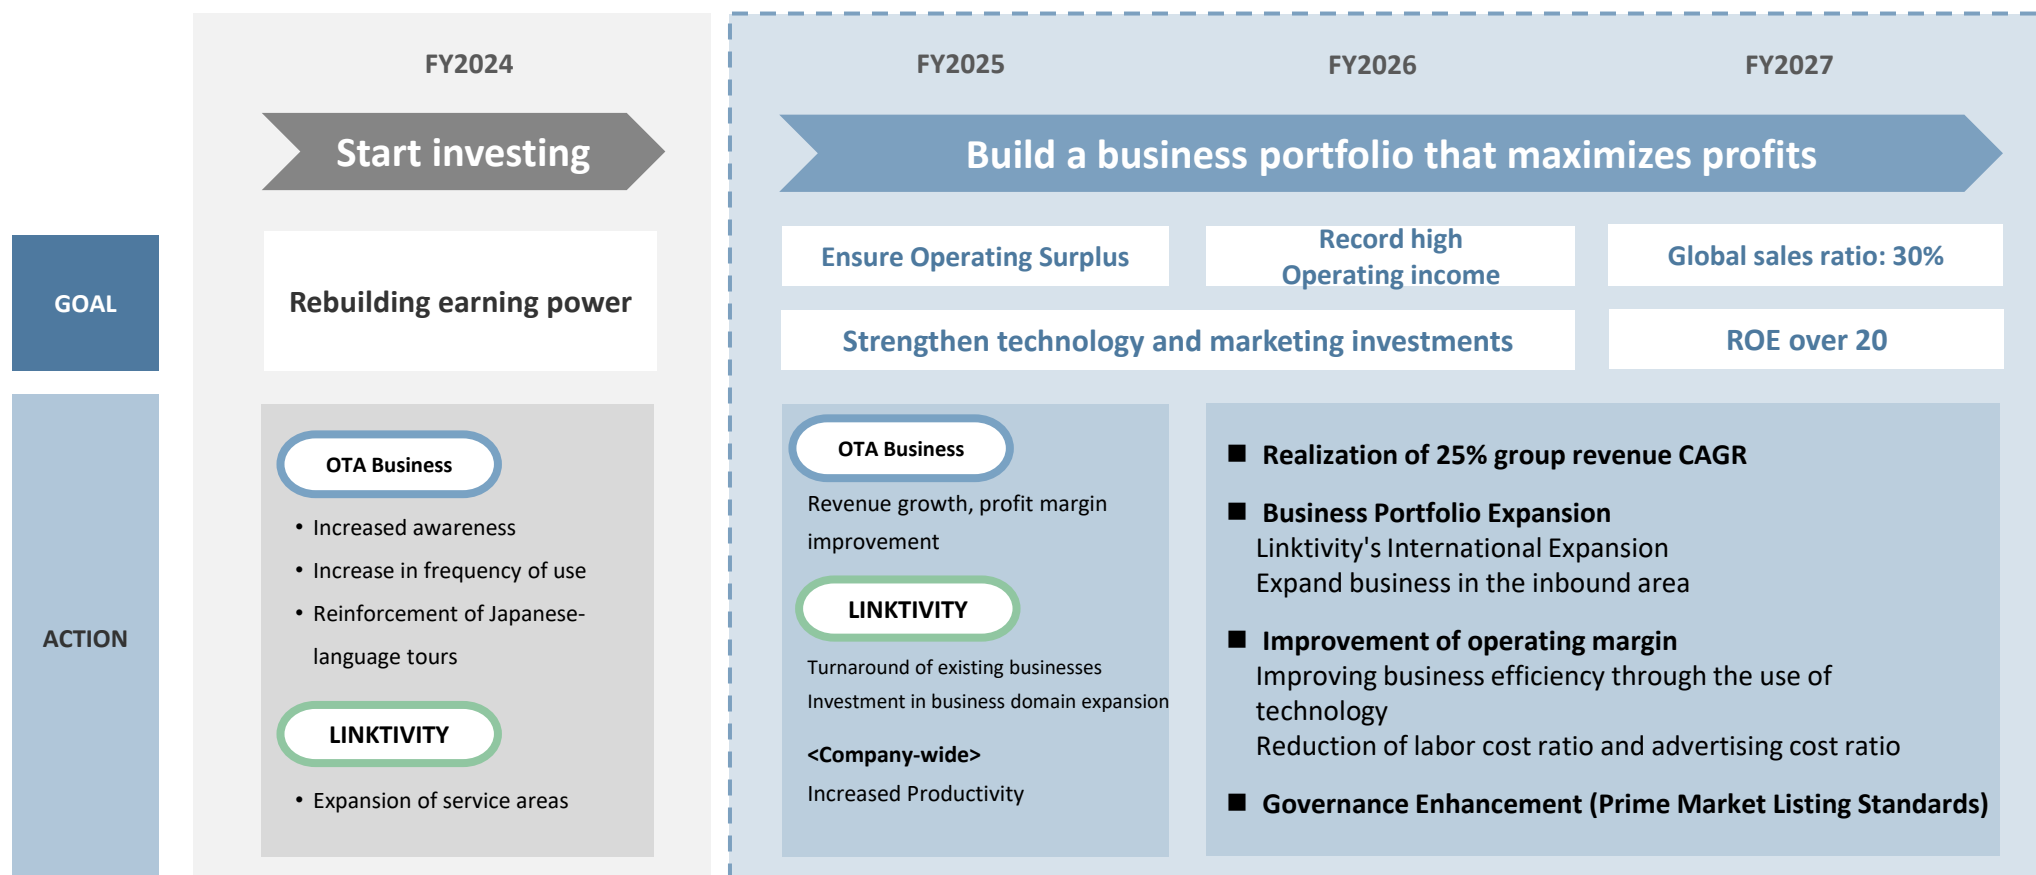 FY2024
FY2025
FY2026
FY2027
Start investing
Build a business portfolio that maximizes profits
GOAL
Rebuilding earning power
Ensure Operating Surplus
Record high
Operating income
Global sales ratio: 30%
Strengthen technology and marketing investments
ROE over 20
ACTION
OTA Business
• Increased awareness
• Increase in frequency of use
• Reinforcement of Japanese-
language tours
LINKTIVITY
• Expansion of service areas
OTA Business
Revenue growth, profit margin
improvement
LINKTIVITY
Turnaround of existing businesses
Investment in business domain expansion
<Company-wide>
Increased Productivity
■ Realization of 25% group revenue CAGR
■ Business Portfolio Expansion
Linktivity's International Expansion
Expand business in the inbound area
■ Improvement of operating margin
Improving business efficiency through the use of
technology
Reduction of labor cost ratio and advertising cost ratio
■ Governance Enhancement (Prime Market Listing Standards)